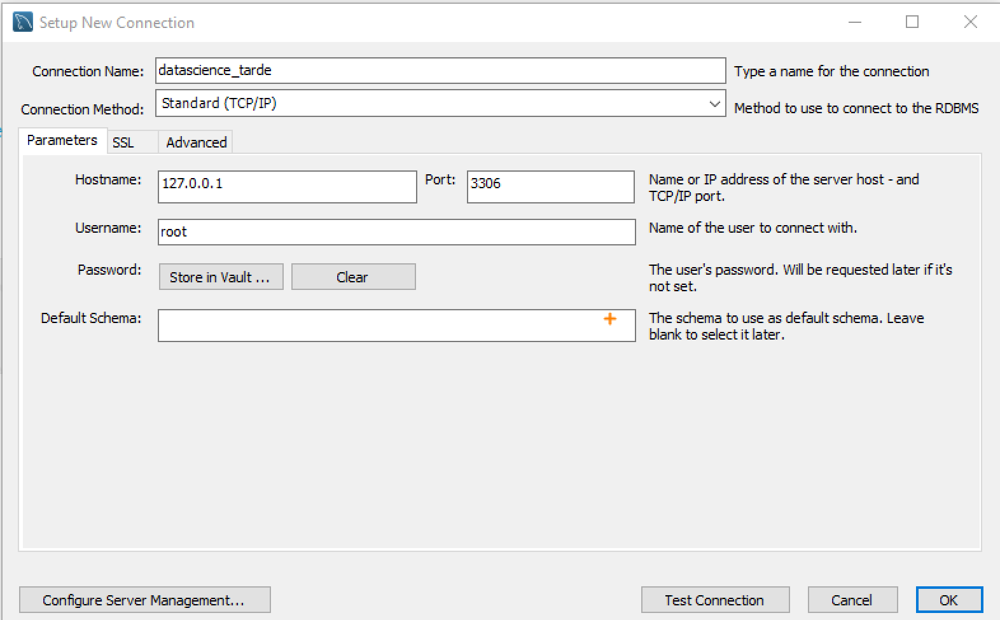 Setup New Connection
Connection Name: datascience_tarde Type a name for the connection
Connection Method: Standard (TCP/IP) Method to use to connect to the RDBMS
Parameters SSL Advanced
Hostname: 127.0.0.1 Port: 3306 Name or IP address of the server host - and
TCP/IP port.
Username: root Name of the user to connect with.
Password: Store in Vault ... Clear The user's password. Will be requested later if it's
not set.
Default Schema: The schema to use as default schema. Leave
blank to select it later.
Configure Server Management... Test Connection Cancel OK